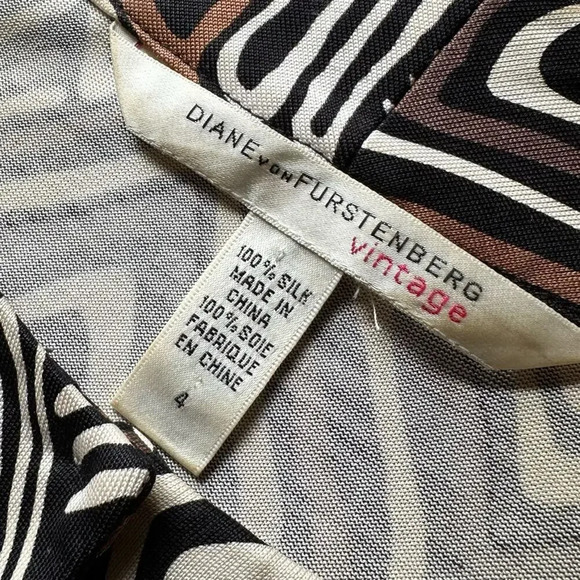 DIANE VON FURSTENBERG
vintage
100% SILK
MADE IN
CHINA
100% SOIE
FABRIQUE
EN CHINE
4